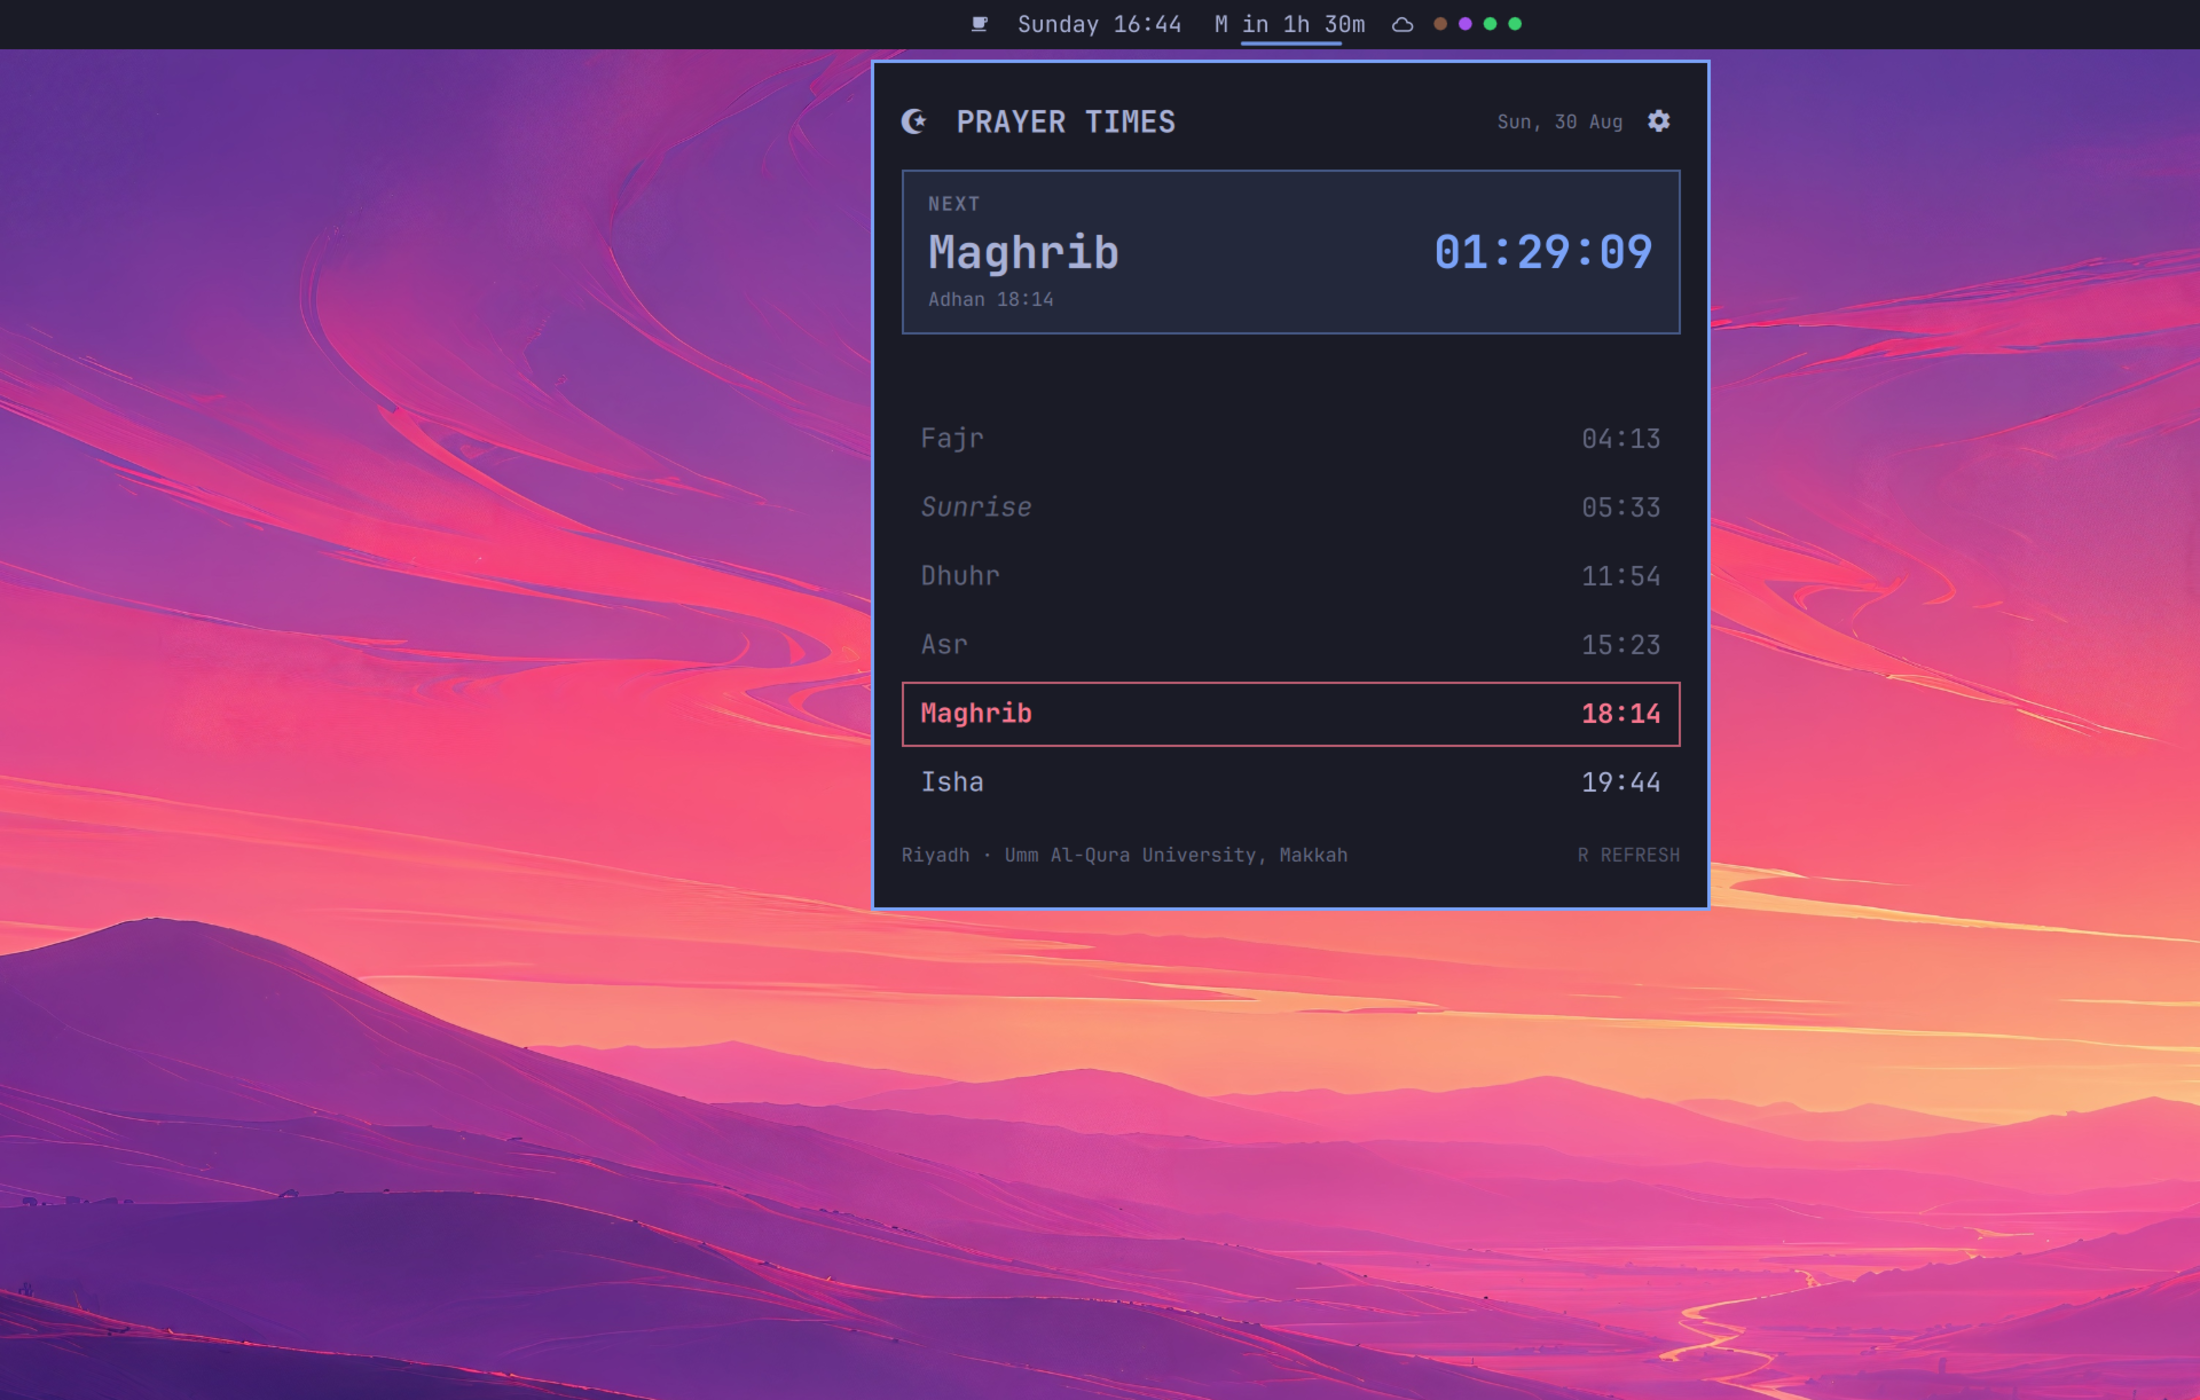 Sunday 16:44 M in 1h 30m
PRAYER TIMES Sun, 30 Aug
NEXT
Maghrib 01:29:09
Adhan 18:14
Fajr 04:13
Sunrise 05:33
Dhuhr 11:54
Asr 15:23
Maghrib 18:14
Isha 19:44
Riyadh · Umm Al-Qura University, Makkah R REFRESH